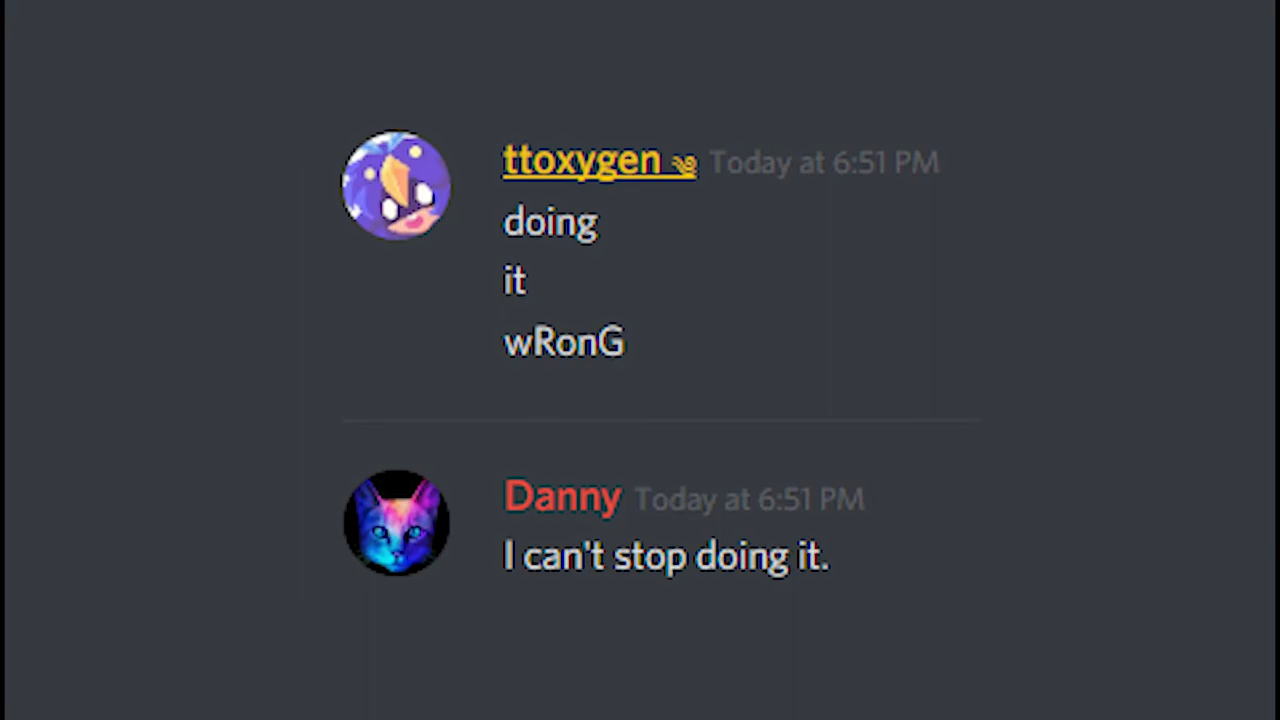 ttoxygen ༄ Today at 6:51 PM
doing
it
wRonG
Danny Today at 6:51 PM
I can't stop doing it.